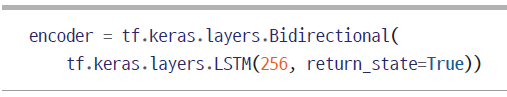 encoder = tf.keras.layers.Bidirectional(
    tf.keras.layers.LSTM(256, return_state=True))